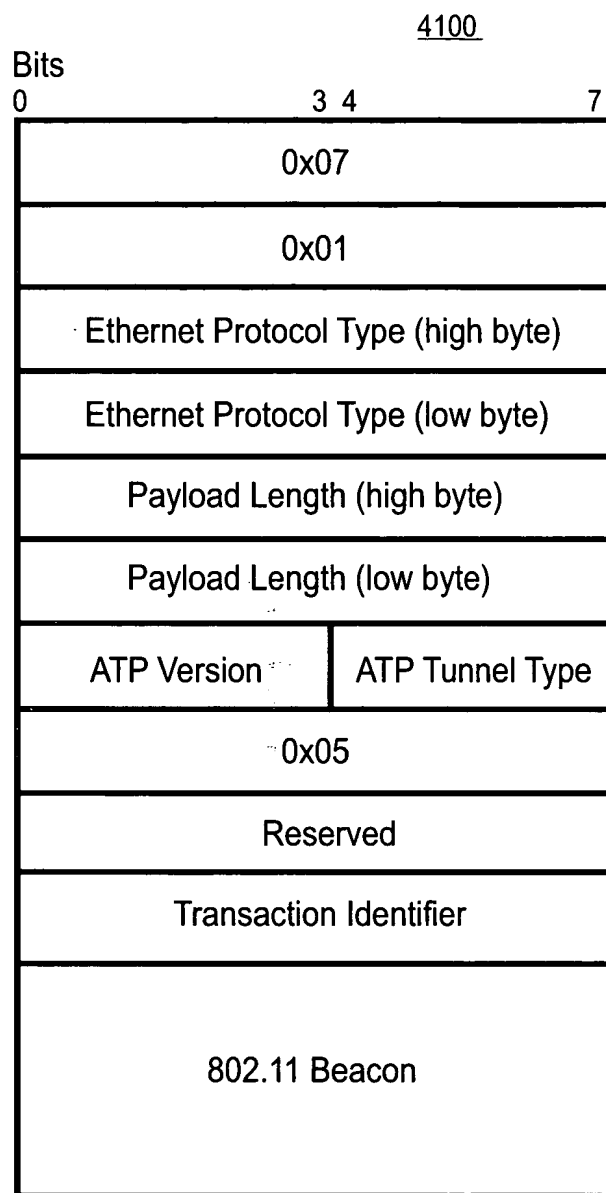 4100
Bits
0 3 4 7
0x07
0x01
Ethernet Protocol Type (high byte)
Ethernet Protocol Type (low byte)
Payload Length (high byte)
Payload Length (low byte)
ATP Version ATP Tunnel Type
0x05
Reserved
Transaction Identifier
802.11 Beacon